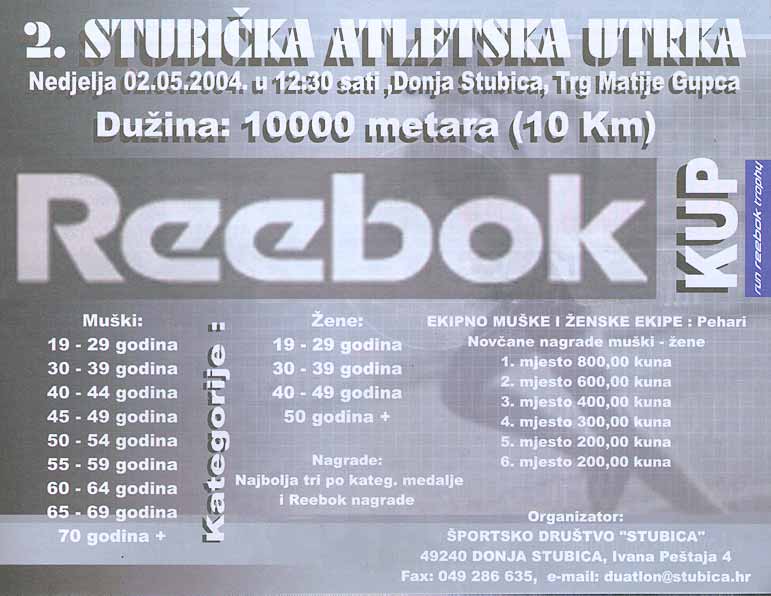 2. STUBIČKA ATLETSKA UTRKA
Nedjelja 02.05.2004. u 12:30 sati ,Donja Stubica, Trg Matije Gupca
Dužina: 10000 metara (10 Km)
Reebok
KUP
run reebok trophy
Kategorije :
Muški:
19 - 29 godina
30 - 39 godina
40 - 44 godina
45 - 49 godina
50 - 54 godina
55 - 59 godina
60 - 64 godina
65 - 69 godina
70 godina +
Žene:
19 - 29 godina
30 - 39 godina
40 - 49 godina
50 godina +
Nagrade:
Najbolja tri po kateg. medalje
i Reebok nagrade
EKIPNO MUŠKE I ŽENSKE EKIPE : Pehari
Novčane nagrade muški - žene
1. mjesto 800,00 kuna
2. mjesto 600,00 kuna
3. mjesto 400,00 kuna
4. mjesto 300,00 kuna
5. mjesto 200,00 kuna
6. mjesto 200,00 kuna
Organizator:
ŠPORTSKO DRUŠTVO "STUBICA"
49240 DONJA STUBICA, Ivana Peštaja 4
Fax: 049 286 635, e-mail: duatlon@stubica.hr